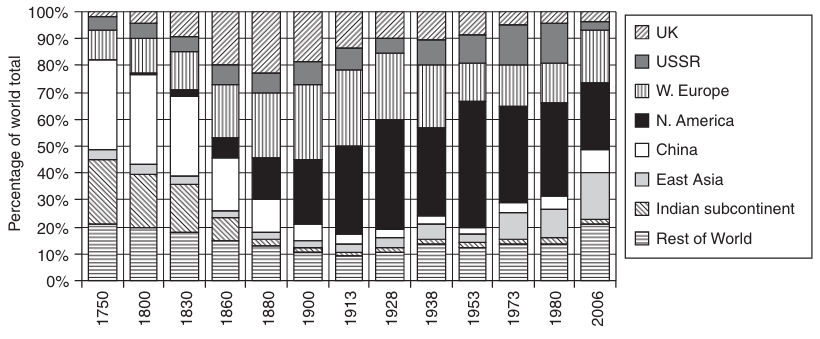 100%
90%
80%
70%
60%
50%
40%
30%
20%
10%
0%
Percentage of world total
1750
1800
1830
1860
1880
1900
1913
1928
1938
1953
1973
1980
2006
UK
USSR
W. Europe
N. America
China
East Asia
Indian subcontinent
Rest of World